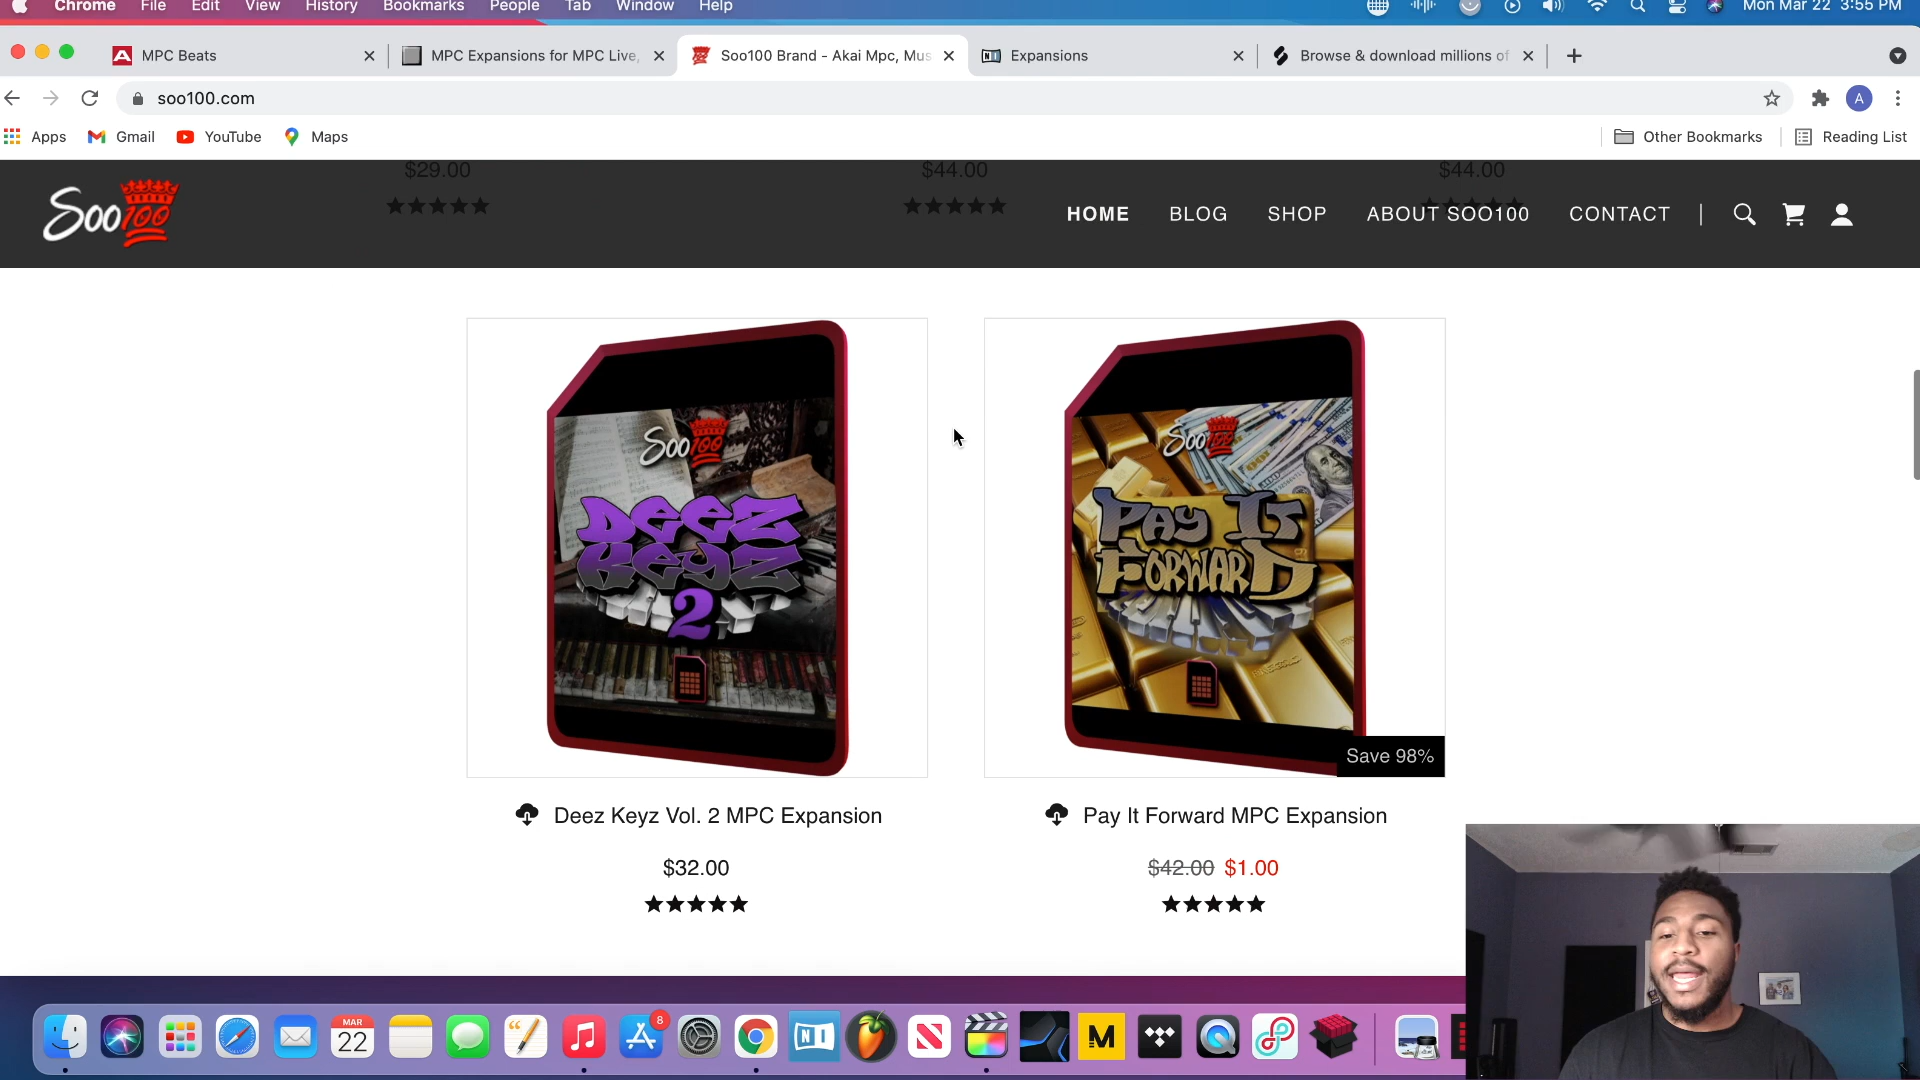 Chrome File Edit View History Bookmarks People Tab Window Help Mon Mar 22 3:55 PM
MPC Beats MPC Expansions for MPC Live, Soo100 Brand - Akai Mpc, Mus Expansions Browse & download millions of
soo100.com A
Apps Gmail YouTube Maps Other Bookmarks Reading List
$29.00 $44.00 $44.00
Soo100 HOME BLOG SHOP ABOUT SOO100 CONTACT
Soo100 Soo100
Deez Pay It
Keyz Forward
2
Save 98%
Deez Keyz Vol. 2 MPC Expansion Pay It Forward MPC Expansion
$32.00 $42.00 $1.00
8
MAR
22
M